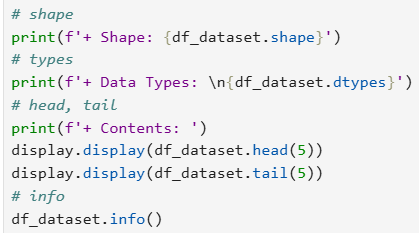 # shape
print(f'+ Shape: {df_dataset.shape}')
# types
print(f'+ Data Types: \n{df_dataset.dtypes}')
# head, tail
print(f'+ Contents: ')
display.display(df_dataset.head(5))
display.display(df_dataset.tail(5))
# info
df_dataset.info()